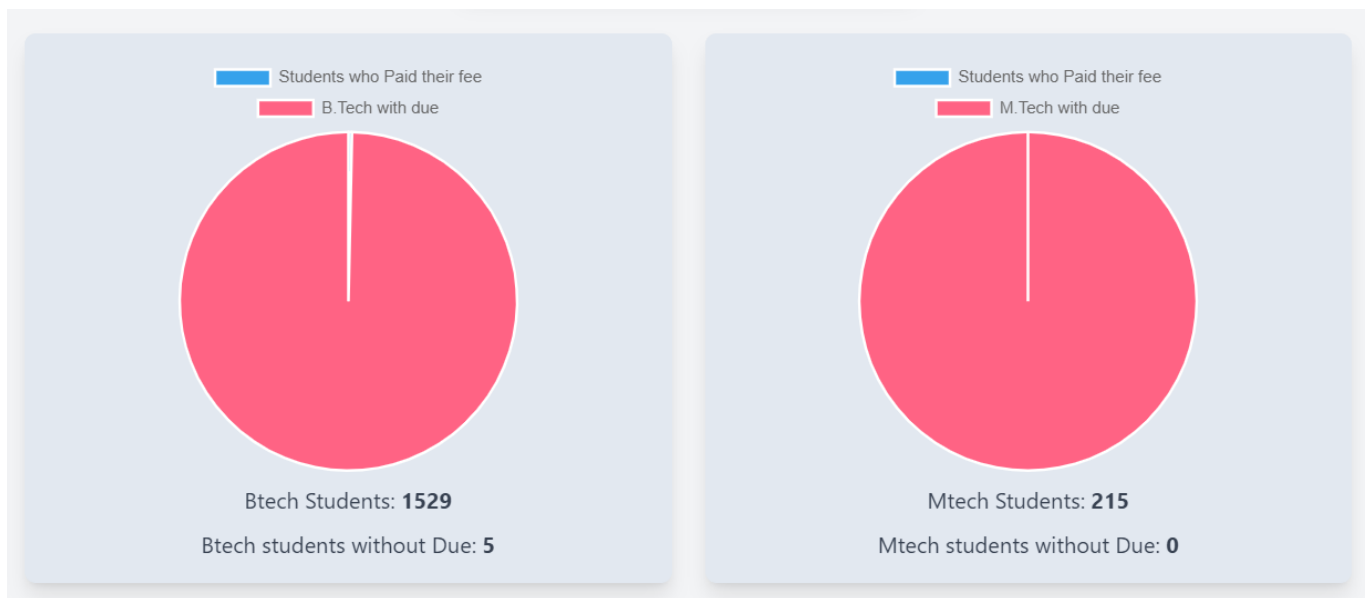 Students who Paid their fee
B.Tech with due
Btech Students: 1529
Btech students without Due: 5
Students who Paid their fee
M.Tech with due
Mtech Students: 215
Mtech students without Due: 0